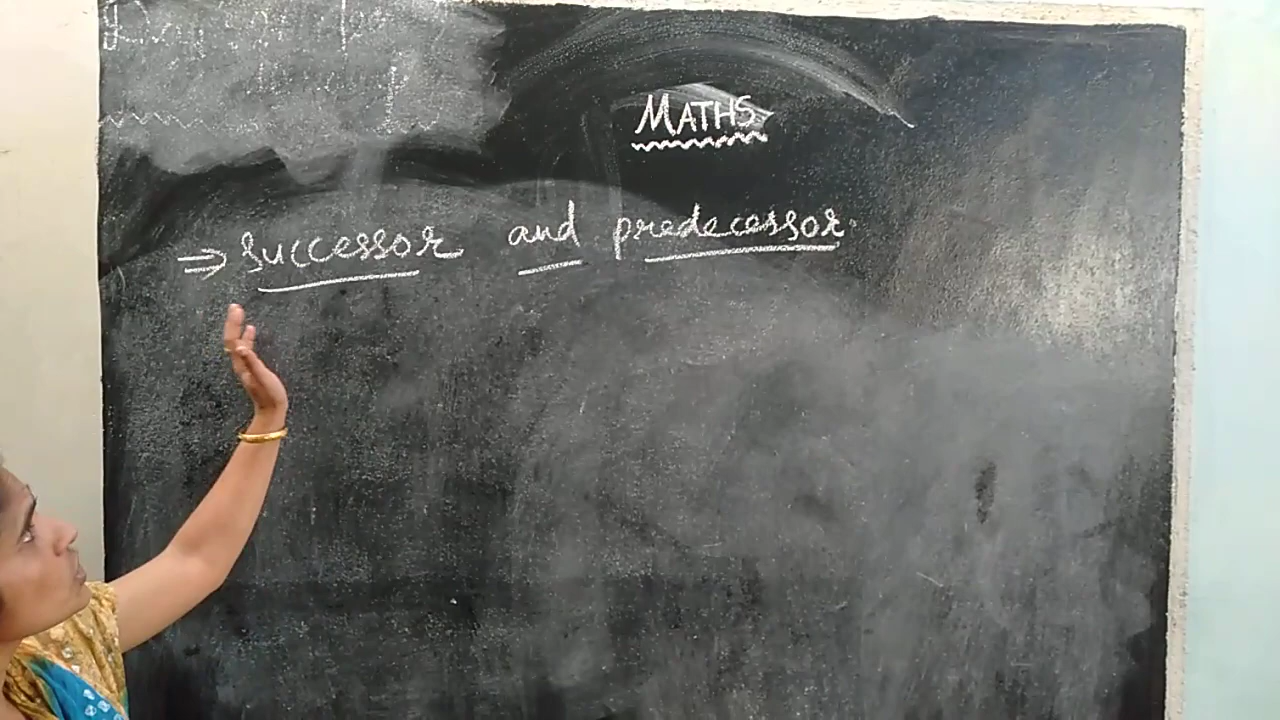 MATHS
⇒ successor and predecessor.